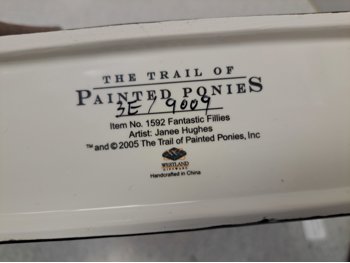 THE TRAIL OF
PAINTED PONIES
3E / 9009
Item No. 1592 Fantastic Fillies
Artist: Janee Hughes
™ and © 2005 The Trail of Painted Ponies, Inc
WESTLAND
GIFTWARE
Handcrafted in China